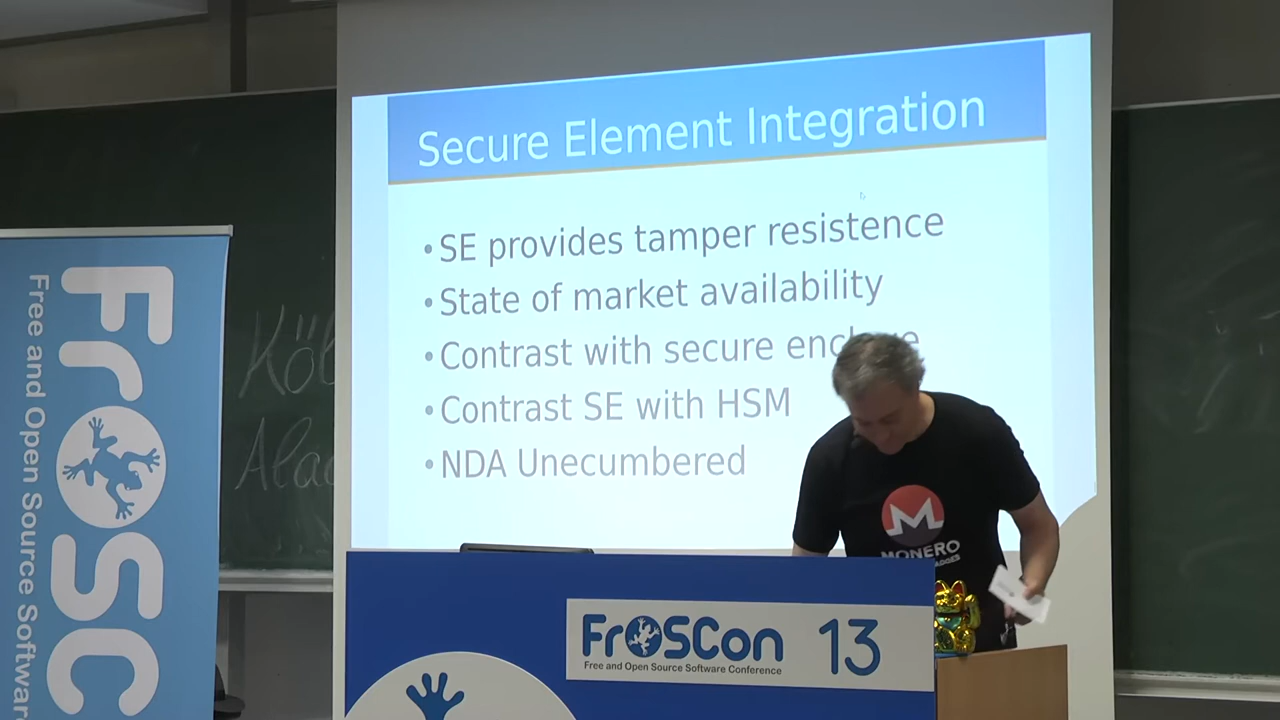 Secure Element Integration
•SE provides tamper resistence
•State of market availability
•Contrast with secure
•Contrast SE with HSM
•NDA Unecumbered
FrOSC
Free and Open Source Software
MONERO
FrOSCon 13
Free and Open Source Software Conference